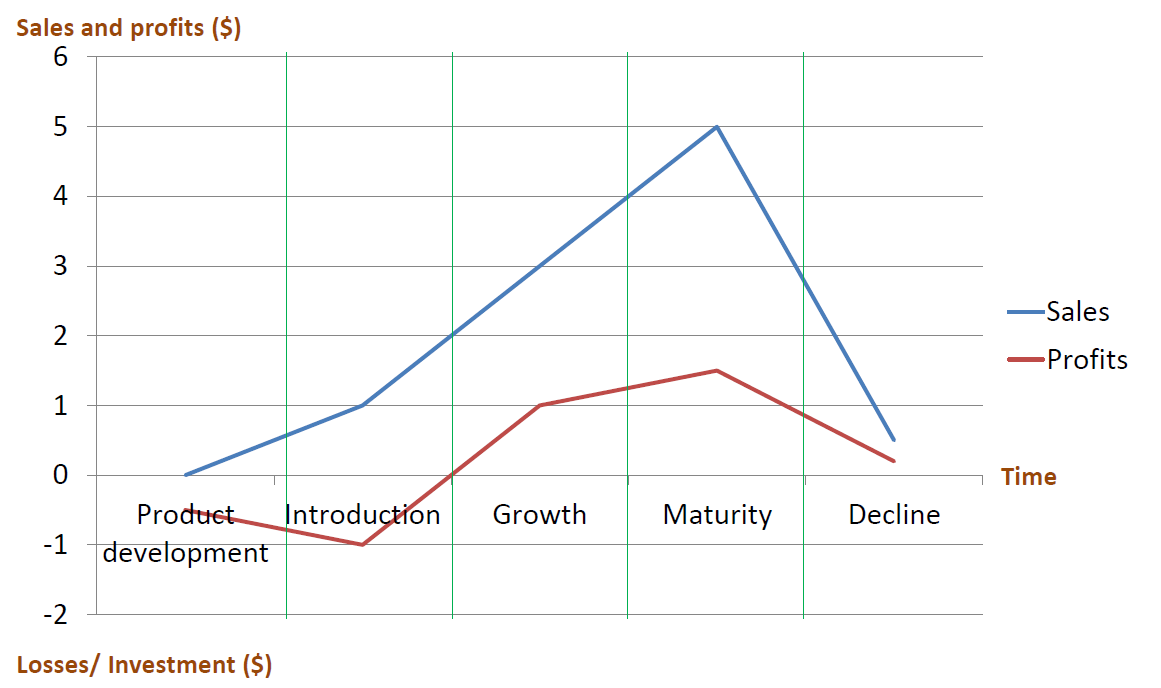 Sales and profits ($)
6
5
4
3
2
1
0
-1
-2
Product
development
Introduction
Growth
Maturity
Decline
Time
Sales
Profits
Losses/ Investment ($)